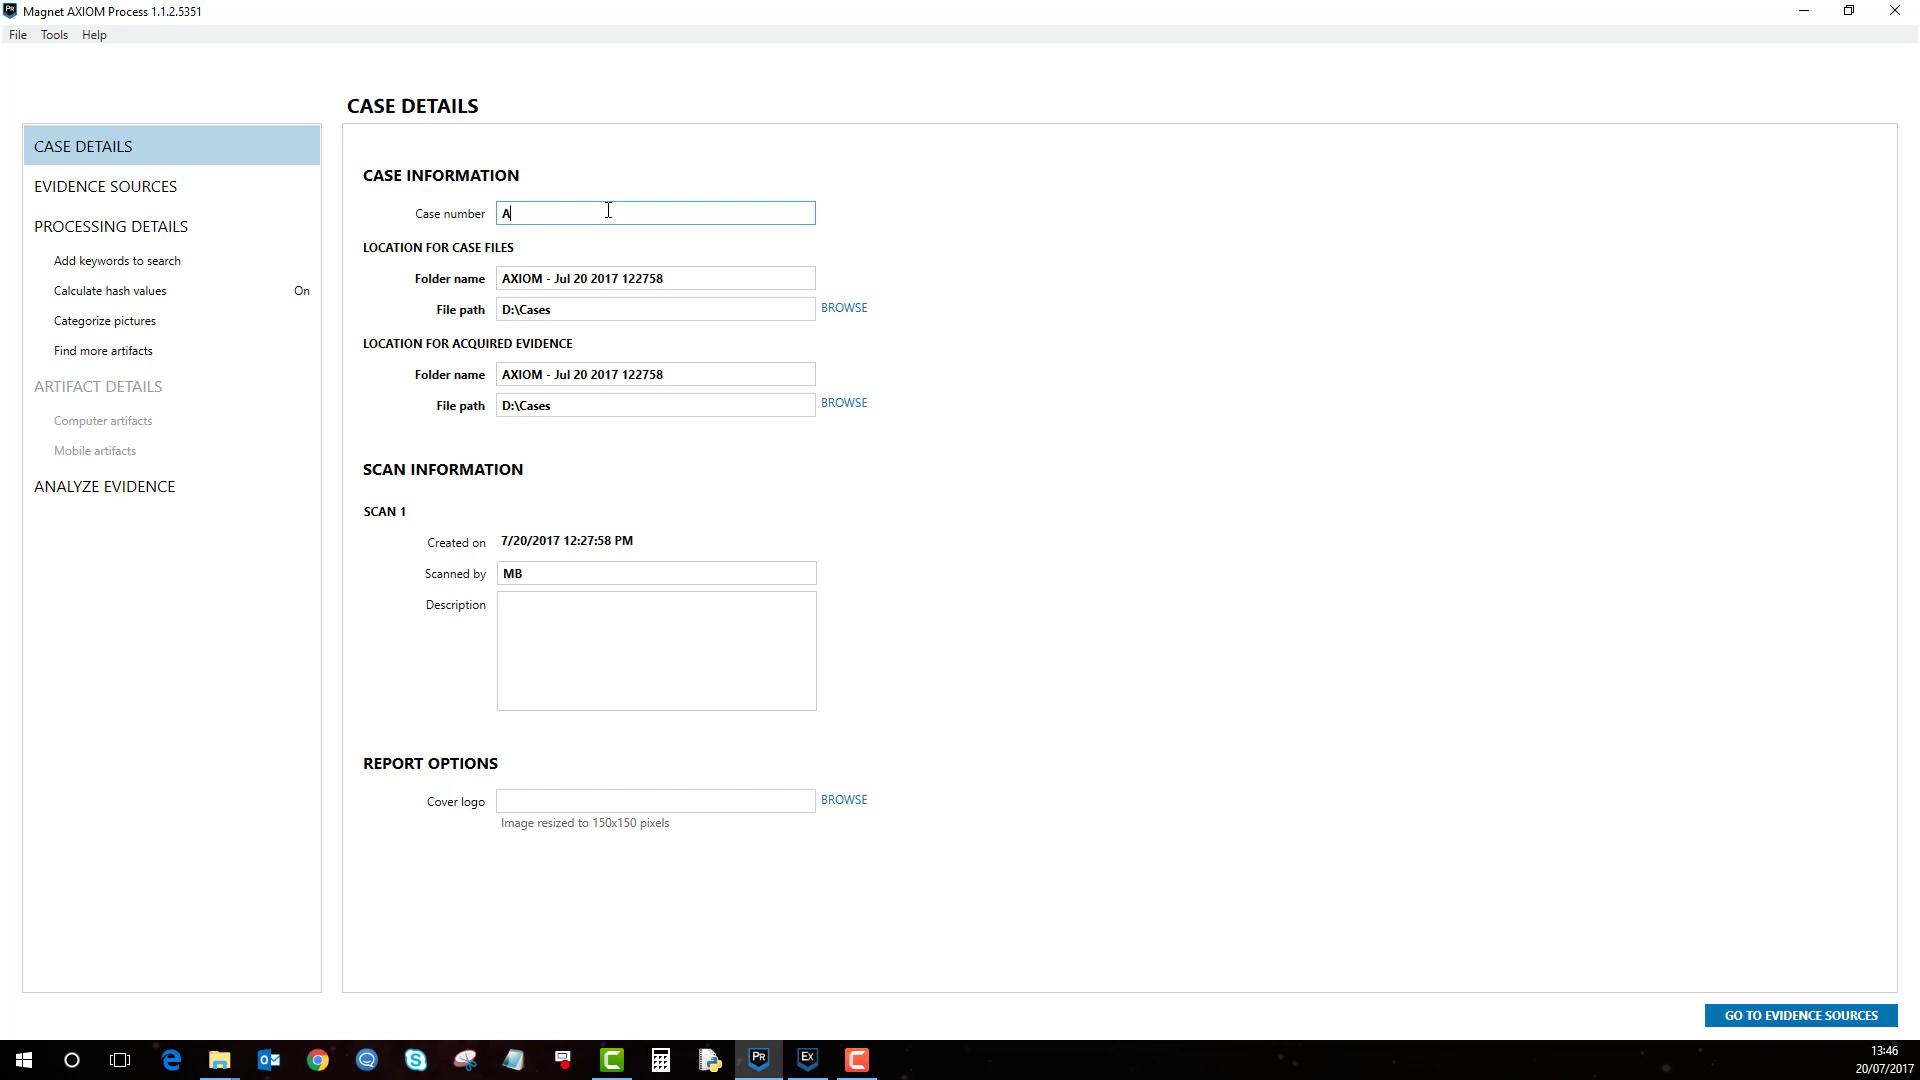 Magnet AXIOM Process 1.1.2.5351
File Tools Help
CASE DETAILS
CASE DETAILS
EVIDENCE SOURCES
PROCESSING DETAILS
Add keywords to search
Calculate hash values On
Categorize pictures
Find more artifacts
ARTIFACT DETAILS
Computer artifacts
Mobile artifacts
ANALYZE EVIDENCE
CASE INFORMATION
Case number A
LOCATION FOR CASE FILES
Folder name AXIOM - Jul 20 2017 122758
File path D:\Cases BROWSE
LOCATION FOR ACQUIRED EVIDENCE
Folder name AXIOM - Jul 20 2017 122758
File path D:\Cases BROWSE
SCAN INFORMATION
SCAN 1
Created on 7/20/2017 12:27:58 PM
Scanned by MB
Description
REPORT OPTIONS
Cover logo BROWSE
Image resized to 150x150 pixels
GO TO EVIDENCE SOURCES
PR EX
13:46
20/07/2017